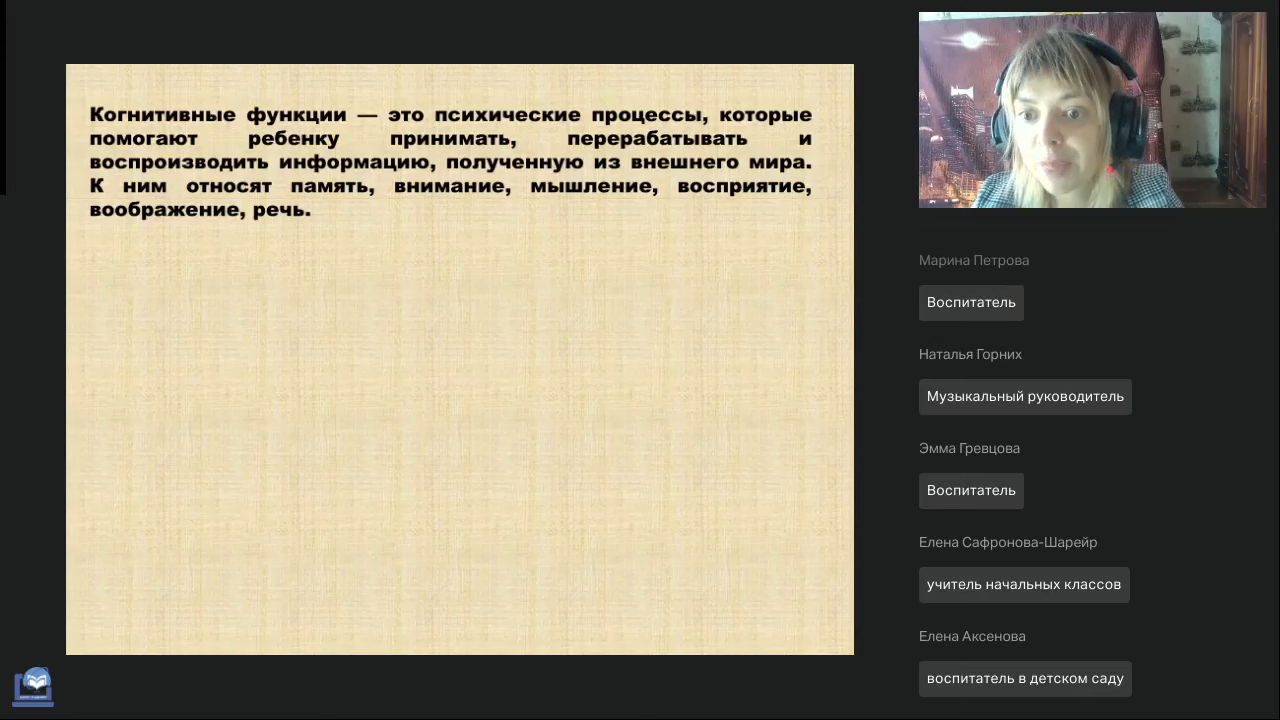 Когнитивные функции — это психические процессы, которые
помогают ребенку принимать, перерабатывать и
воспроизводить информацию, полученную из внешнего мира.
К ним относят память, внимание, мышление, восприятие,
воображение, речь.
Марина Петрова
Воспитатель
Наталья Горних
Музыкальный руководитель
Эмма Гревцова
Воспитатель
Елена Сафронова-Шарейр
учитель начальных классов
Елена Аксенова
воспитатель в детском саду